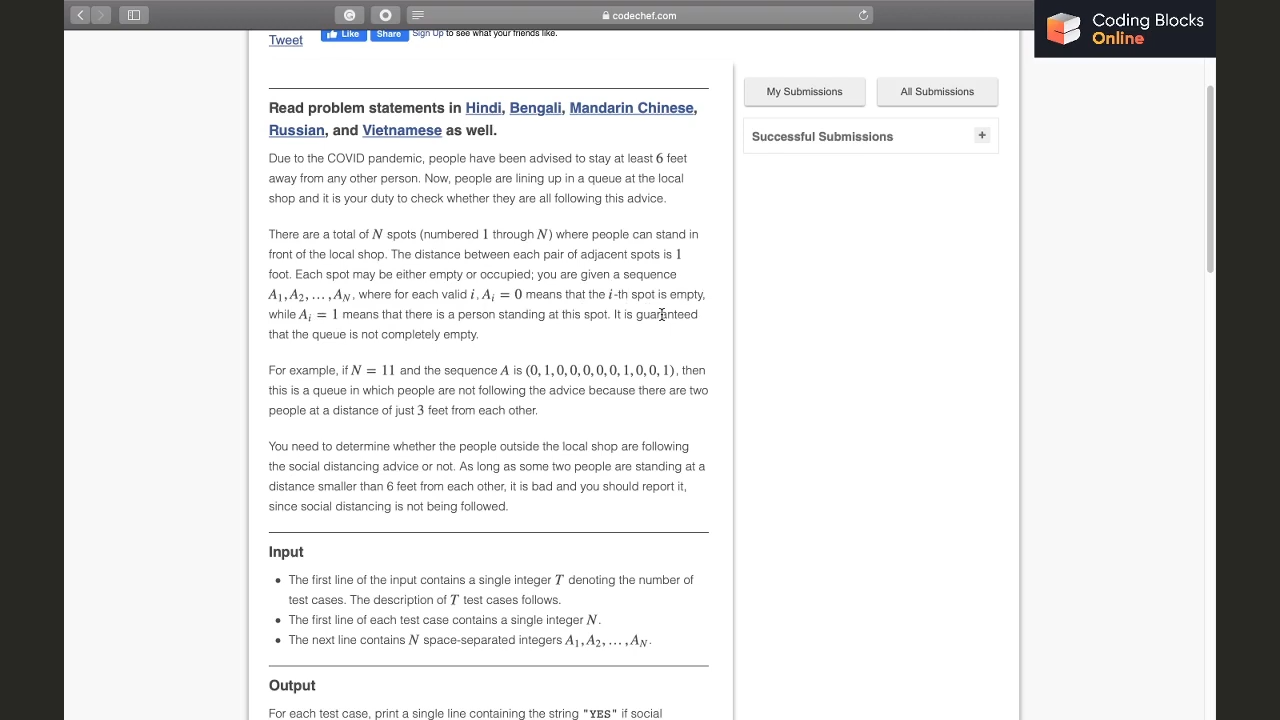 codechef.com
Coding Blocks
Online
Tweet
Like
Share
Sign Up to see what your friends like.
My Submissions
All Submissions
Successful Submissions
+
Read problem statements in Hindi, Bengali, Mandarin Chinese,
Russian, and Vietnamese as well.
Due to the COVID pandemic, people have been advised to stay at least 6 feet
away from any other person. Now, people are lining up in a queue at the local
shop and it is your duty to check whether they are all following this advice.
There are a total of N spots (numbered 1 through N) where people can stand in
front of the local shop. The distance between each pair of adjacent spots is 1
foot. Each spot may be either empty or occupied; you are given a sequence
A₁, A₂, …, A_N, where for each valid i, A_i = 0 means that the i-th spot is empty,
while A_i = 1 means that there is a person standing at this spot. It is guaranteed
that the queue is not completely empty.
For example, if N = 11 and the sequence A is (0, 1, 0, 0, 0, 0, 0, 1, 0, 0, 1), then
this is a queue in which people are not following the advice because there are two
people at a distance of just 3 feet from each other.
You need to determine whether the people outside the local shop are following
the social distancing advice or not. As long as some two people are standing at a
distance smaller than 6 feet from each other, it is bad and you should report it,
since social distancing is not being followed.
Input
• The first line of the input contains a single integer T denoting the number of
test cases. The description of T test cases follows.
• The first line of each test case contains a single integer N.
• The next line contains N space-separated integers A₁, A₂, …, A_N.
Output
For each test case, print a single line containing the string "YES" if social